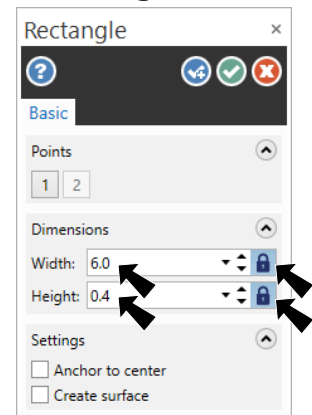 Rectangle ×
?
Basic
Points
1 2
Dimensions
Width: 6.0
Height: 0.4
Settings
Anchor to center
Create surface